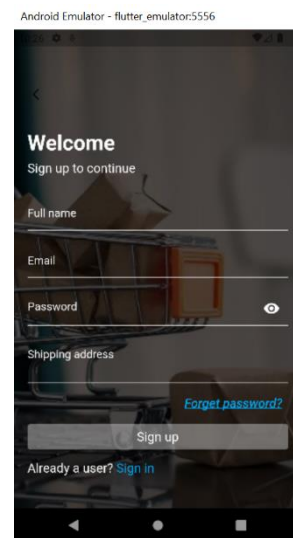 Android Emulator - flutter_emulator:5556
Welcome
Sign up to continue
Full name
Email
Password
Shipping address
Forget password?
Sign up
Already a user? Sign in